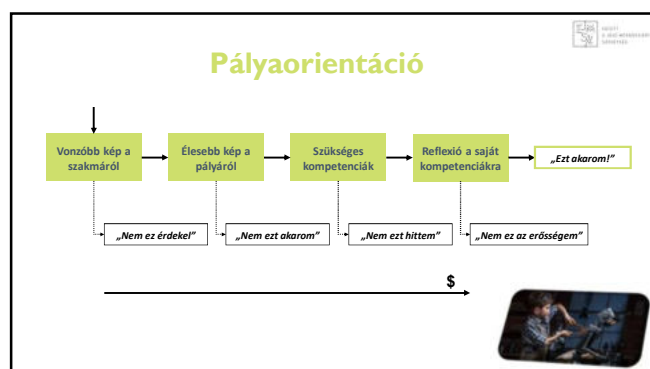 Pályaorientáció
Vonzóbb kép a
szakmáról
Élesebb kép a
pályáról
Szükséges
kompetenciák
Reflexió a saját
kompetenciákra
„Ezt akarom!”
„Nem ez érdekel”
„Nem ezt akarom”
„Nem ezt hittem”
„Nem ez az erősségem”
$